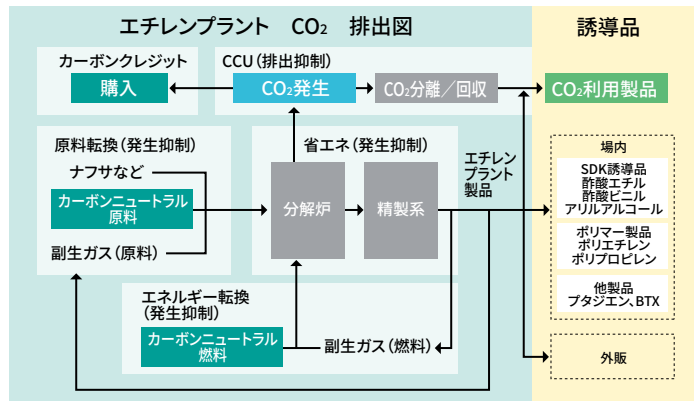 エチレンプラント CO₂ 排出図
誘導品
カーボンクレジット
購入
CCU（排出抑制）
CO₂発生
CO₂分離／回収
CO₂利用製品
原料転換（発生抑制）
ナフサなど
カーボンニュートラル
原料
副生ガス（原料）
省エネ（発生抑制）
分解炉
精製系
エチレン
プラント
製品
場内
SDK誘導品
酢酸エチル
酢酸ビニル
アリルアルコール
ポリマー製品
ポリエチレン
ポリプロピレン
他製品
ブタジエン、BTX
エネルギー転換
（発生抑制）
カーボンニュートラル
燃料
副生ガス（燃料）
外販